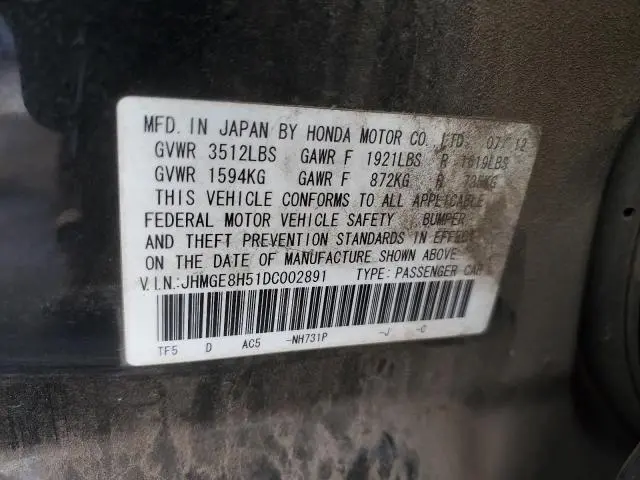 MFD. IN JAPAN BY HONDA MOTOR CO., LTD. 07/12
GVWR 3512LBS GAWR F 1921LBS R 1619LBS
GVWR 1594KG GAWR F 872KG R 735KG
THIS VEHICLE CONFORMS TO ALL APPLICABLE
FEDERAL MOTOR VEHICLE SAFETY, BUMPER
AND THEFT PREVENTION STANDARDS IN EFFECT
ON THE DATE OF MANUFACTURE SHOWN ABOVE.
V.I.N.:JHMGE8H51DC002891 TYPE: PASSENGER CAR
TF5 D AC5 -NH731P -J -C